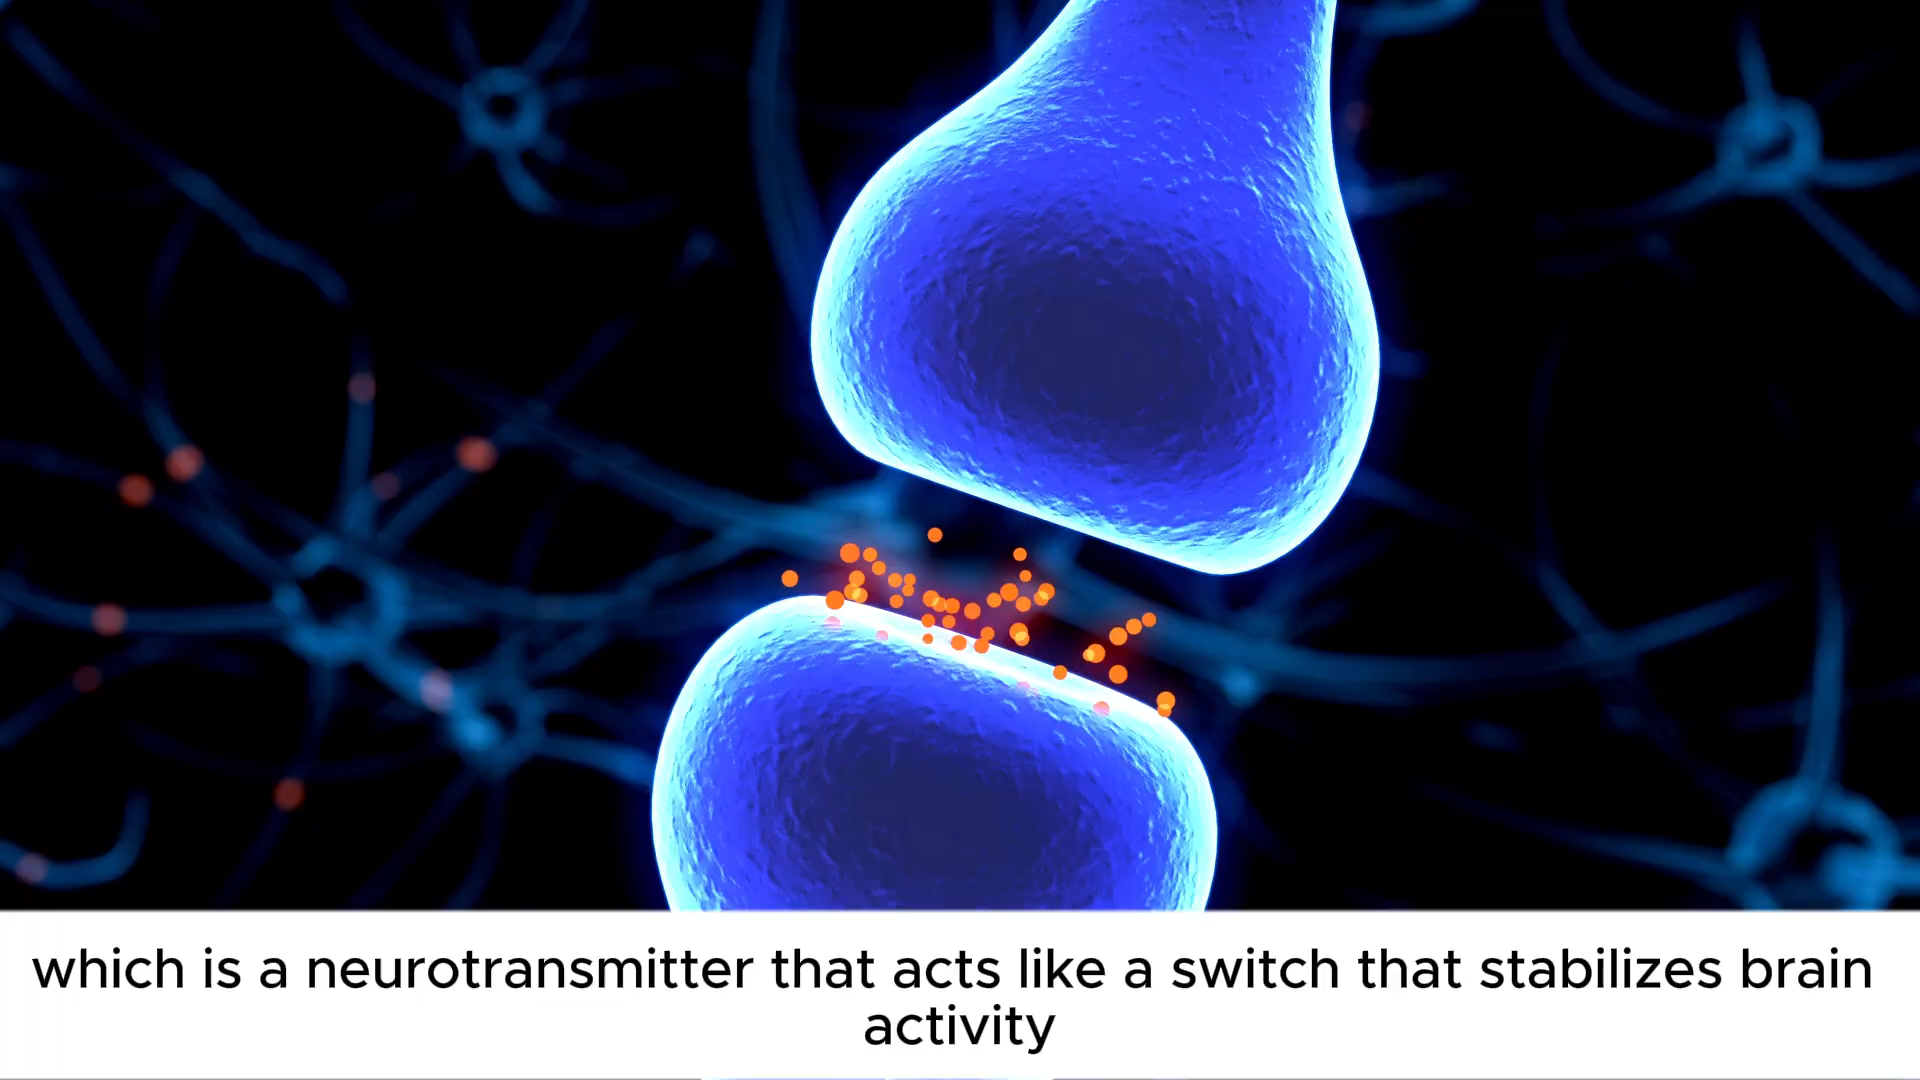 which is a neurotransmitter that acts like a switch that stabilizes brain
activity